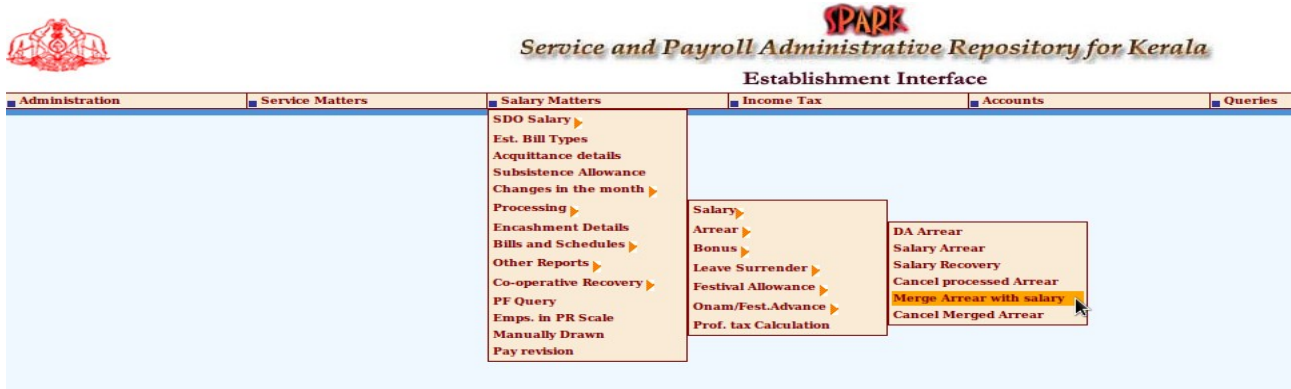 SPARK
Service and Payroll Administrative Repository for Kerala
Establishment Interface
Administration Service Matters Salary Matters Income Tax Accounts Queries
SDO Salary
Est. Bill Types
Acquittance details
Subsistence Allowance
Changes in the month
Processing
Encashment Details
Bills and Schedules
Other Reports
Co-operative Recovery
PF Query
Emps. in PR Scale
Manually Drawn
Pay revision
Salary
Arrear
Bonus
Leave Surrender
Festival Allowance
Onam/Fest.Advance
Prof. tax Calculation
DA Arrear
Salary Arrear
Salary Recovery
Cancel processed Arrear
Merge Arrear with salary
Cancel Merged Arrear